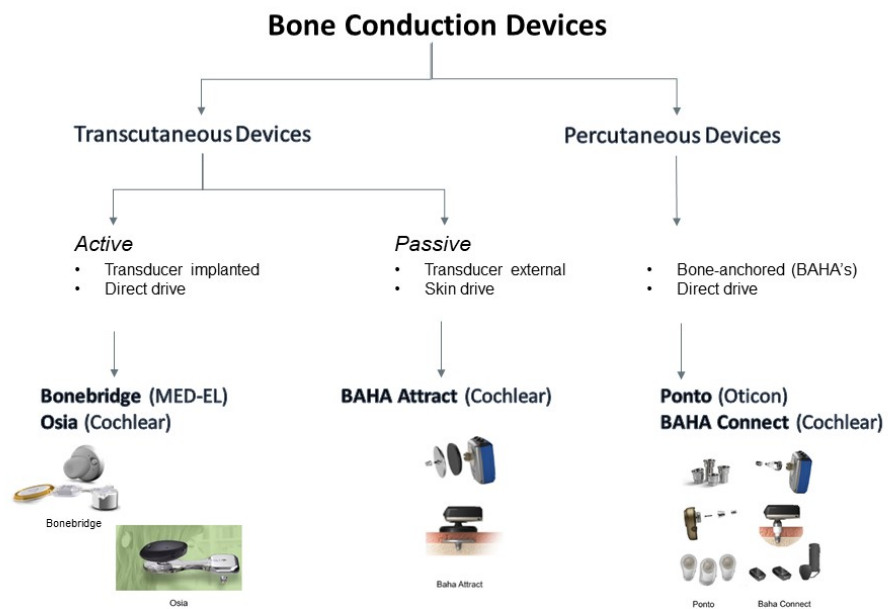 Bone Conduction Devices
Transcutaneous Devices
Percutaneous Devices
Active
• Transducer implanted
• Direct drive
Passive
• Transducer external
• Skin drive
• Bone-anchored (BAHA's)
• Direct drive
Bonebridge (MED-EL)
Osia (Cochlear)
BAHA Attract (Cochlear)
Ponto (Oticon)
BAHA Connect (Cochlear)
Bonebridge
Osia
Baha Attract
Ponto
Baha Connect